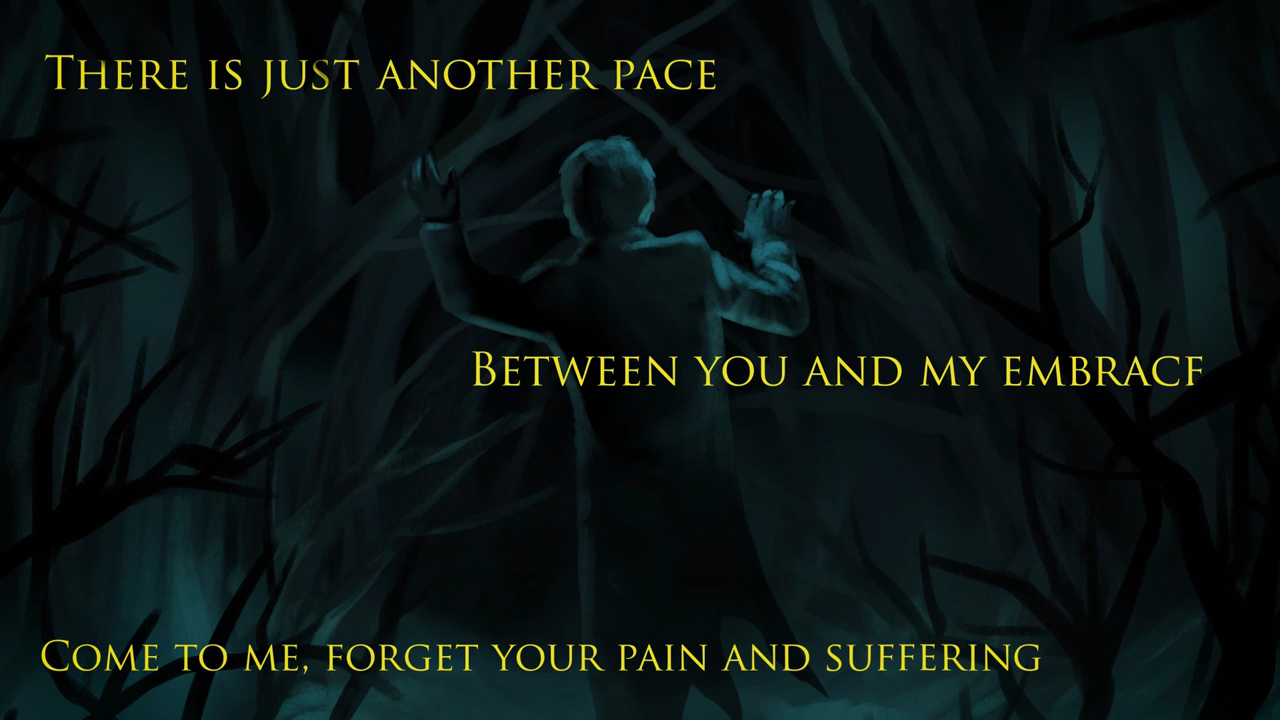 There is just another pace
Between you and my embrace
Come to me, forget your pain and suffering